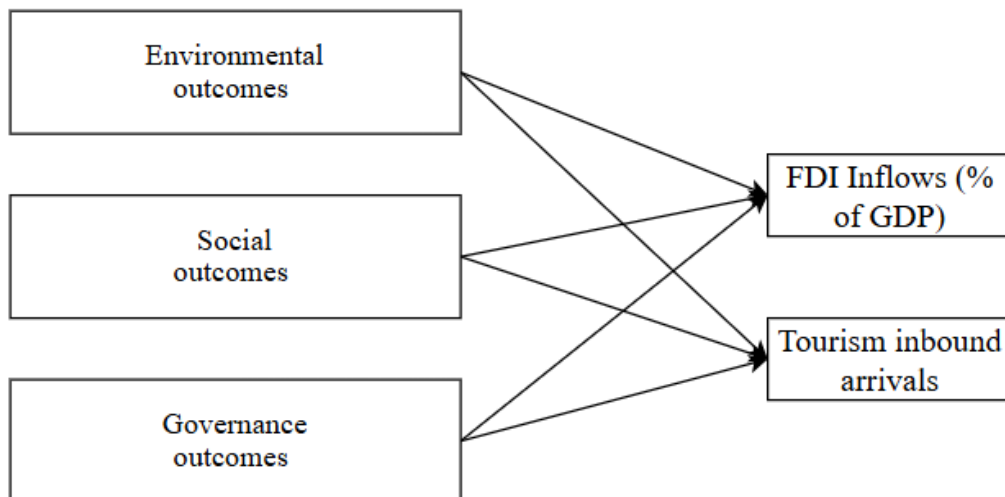 Environmental
outcomes
Social
outcomes
Governance
outcomes
FDI Inflows (%
of GDP)
Tourism inbound
arrivals